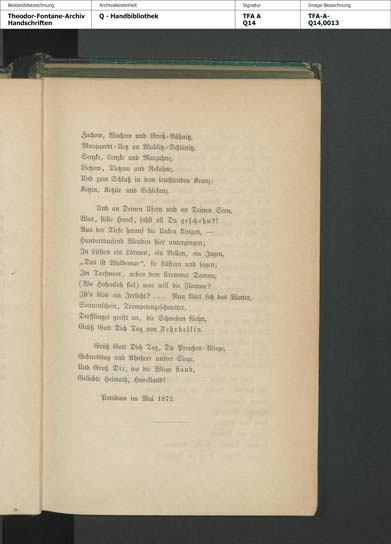 Bestandsbezeichnung
Archivalieneinheit
Signatur
Image-Bezeichnung
Theodor-Fontane-Archiv
Handschriften
Q - Handbibliothek
TFA A
Q14
TFA-A-
Q14,0013
Zachow, Wachow und Groß-Bähnitz,
Marquardt-Uetz an Wublitz-Schlänitz,
Senzke, Lenzke und Marzahne,
Lietzow, Tietzow und Rekahne,
Und zum Schluß in dem leuchtenden Kranz:
Ketzin, Ketzür und Vehlefanz.
Und an Deinen Ufern und an Deinen Seen,
Was, stille Havel, sahst all Du geschehn?!
Aus der Tiefe herauf die Unken klingen, —
Hunderttausend Wenden hier untergingen;
In Lüften ein Lärmen, ein Bellen, ein Jagen,
„Das ist Waldemar“, sie flüstern und sagen;
Im Torfmoor, neben dem Cremmer Damme,
(Wo Hohenloh fiel) was will die Flamme?
Ist's blos ein Irrlicht? ... Nun klärt sich das Wetter,
Sonnenschein, Trompetengeschmetter,
Derfflinger greift an, die Schweden fliehn,
Grüß Gott Dich Tag von Fehrbellin.
Grüß Gott Dich Tag, Du Preußen-Wiege,
Geburtstag und Ahnherr unsrer Siege,
Und Gruß Dir, wo die Wiege stand,
Geliebte Heimath, Havelland!
Potsdam im Mai 1872.